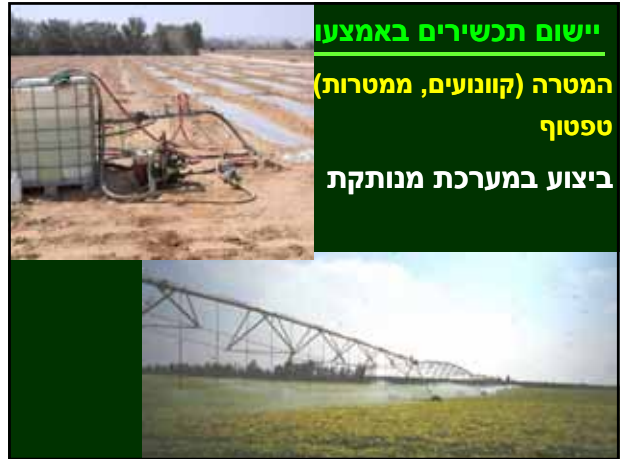 יישום תכשירים באמצעו
המטרה (קוונועים, ממטרות)
טפטוף
ביצוע במערכת מנותקת